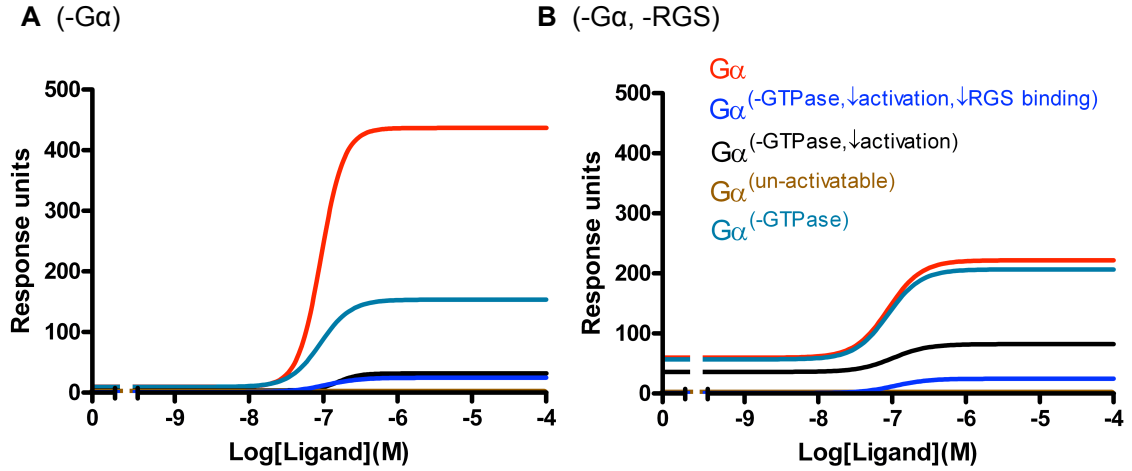 A (-Gα)
500
400
300
200
100
0
Response units
0 -9 -8 -7 -6 -5 -4
Log[Ligand](M)
B (-Gα, -RGS)
Gα
Gα(-GTPase,↓activation,↓RGS binding)
Gα(-GTPase,↓activation)
Gα(un-activatable)
Gα(-GTPase)
500
400
300
200
100
0
Response units
0 -9 -8 -7 -6 -5 -4
Log[Ligand](M)